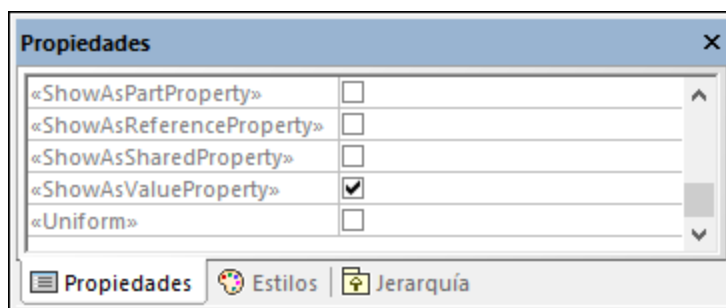 Propiedades
«ShowAsPartProperty»
«ShowAsReferenceProperty»
«ShowAsSharedProperty»
«ShowAsValueProperty»
«Uniform»
Propiedades Estilos Jerarquía